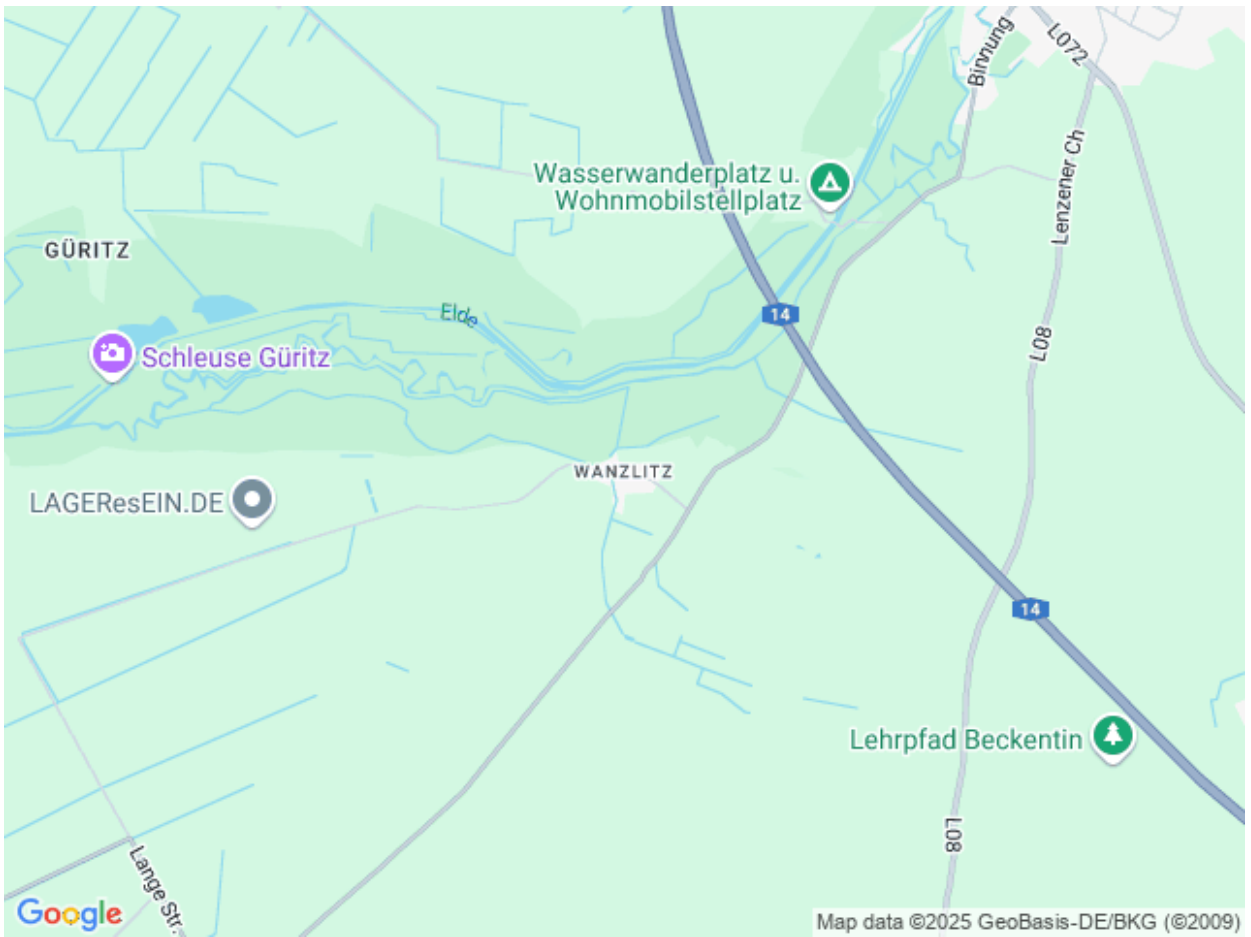 L072
Binnung
Wasserwanderplatz u.
Wohnmobilstellplatz
Lenzener Ch
GÜRITZ
Elde
14
L08
Schleuse Güritz
WANZLITZ
LAGEResEIN.DE
14
Lehrpfad Beckentin
L08
Lange Str.
Google
Map data ©2025 GeoBasis-DE/BKG (©2009)